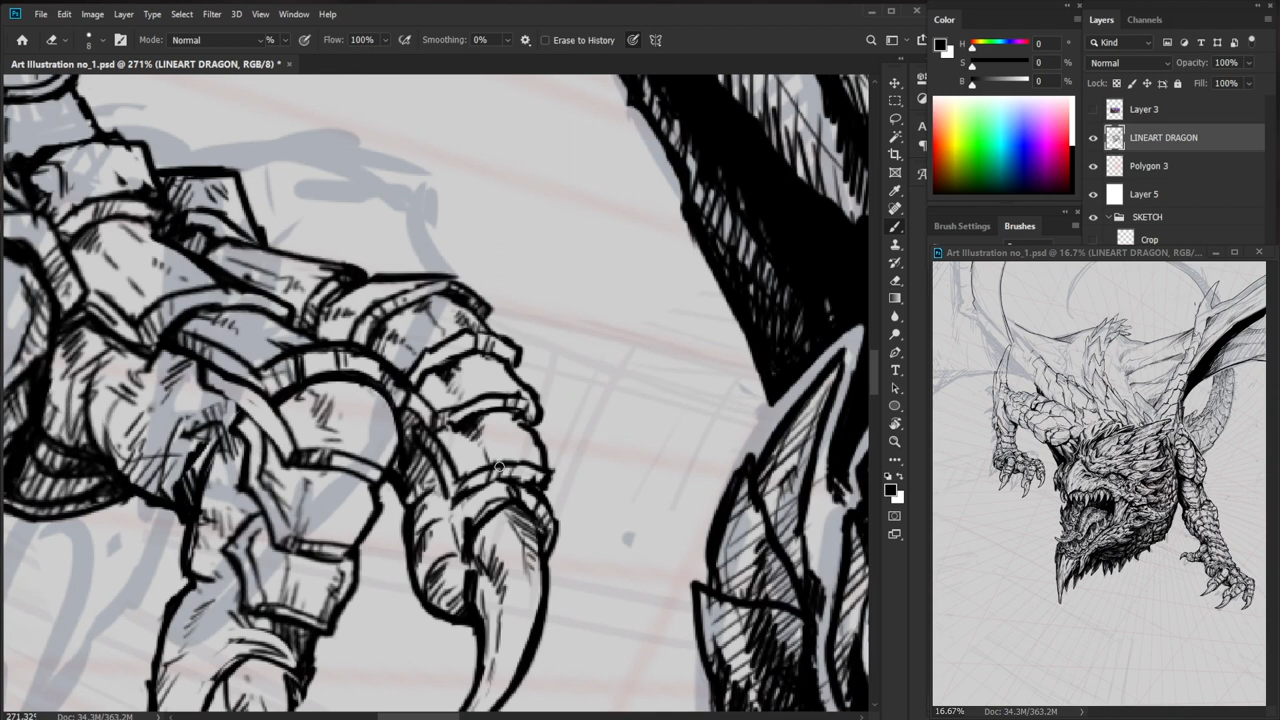 File Edit Image Layer Type Select Filter 3D View Window Help
8 Mode: Normal % Flow: 100% Smoothing: 0% Erase to History
Art Illustration no_1.psd @ 271% (LINEART DRAGON, RGB/8) *
Color
H 0 °
S 0 %
B 0 %
Brush Settings Brushes
Layers Channels
Kind
Normal Opacity: 100%
Lock: Fill: 100%
Layer 3
LINEART DRAGON
Polygon 3
Layer 5
SKETCH
Crop
Art Illustration no_1.psd @ 16.7% (LINEART DRAGON, RGB/...
16.67% Doc: 34.3M/363.2M
271.32% Doc: 34.3M/363.2M